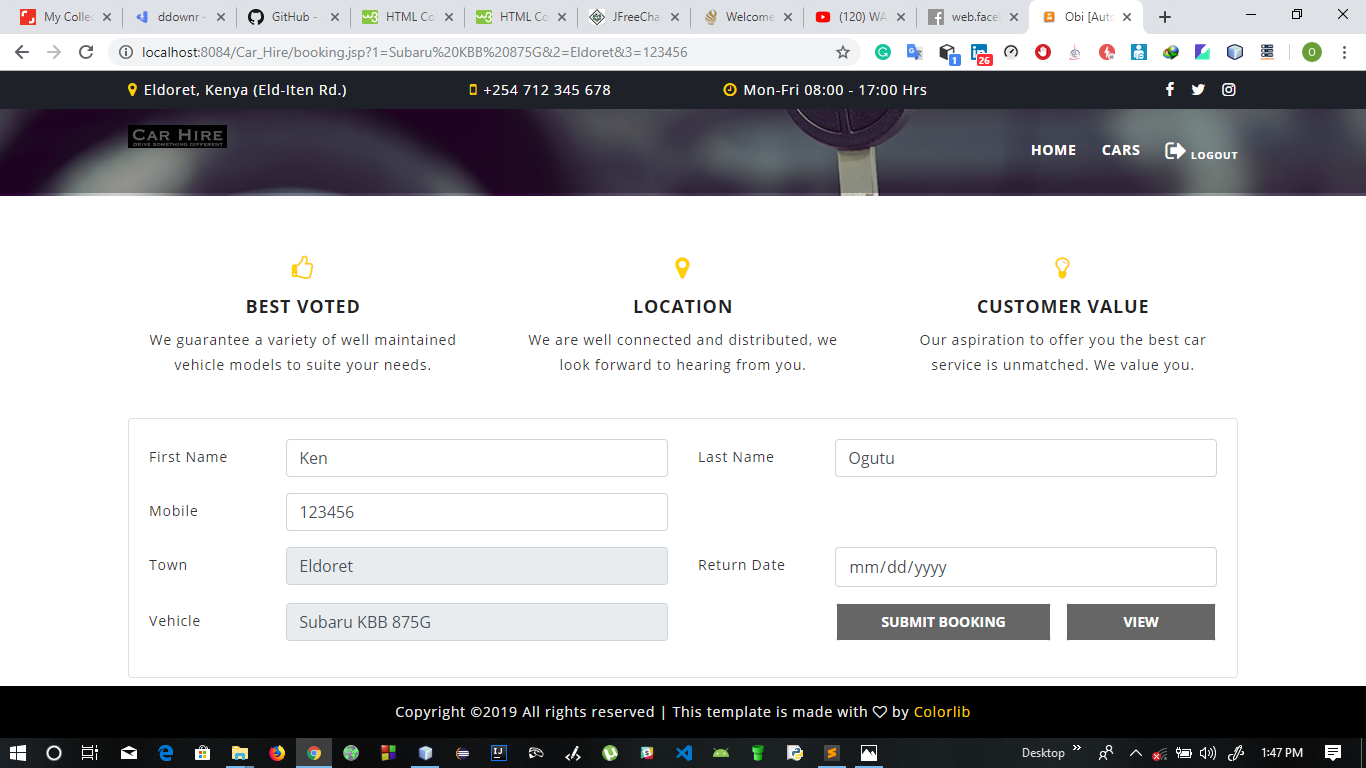 My Collec
ddownr -
GitHub -
HTML Co
HTML Co
JFreeCha
Welcome
(120) WA
web.facel
Obi [Auto
localhost:8084/Car_Hire/booking.jsp?1=Subaru%20KBB%20875G&2=Eldoret&3=123456
1
26
O
Eldoret, Kenya (Eld-Iten Rd.)
+254 712 345 678
Mon-Fri 08:00 - 17:00 Hrs
CAR HIRE
DRIVE SOMETHING DIFFERENT
HOME
CARS
LOGOUT
BEST VOTED
We guarantee a variety of well maintained
vehicle models to suite your needs.
LOCATION
We are well connected and distributed, we
look forward to hearing from you.
CUSTOMER VALUE
Our aspiration to offer you the best car
service is unmatched. We value you.
First Name
Ken
Last Name
Ogutu
Mobile
123456
Town
Eldoret
Return Date
mm/dd/yyyy
Vehicle
Subaru KBB 875G
SUBMIT BOOKING
VIEW
Copyright ©2019 All rights reserved | This template is made with ♡ by Colorlib
Desktop
1:47 PM